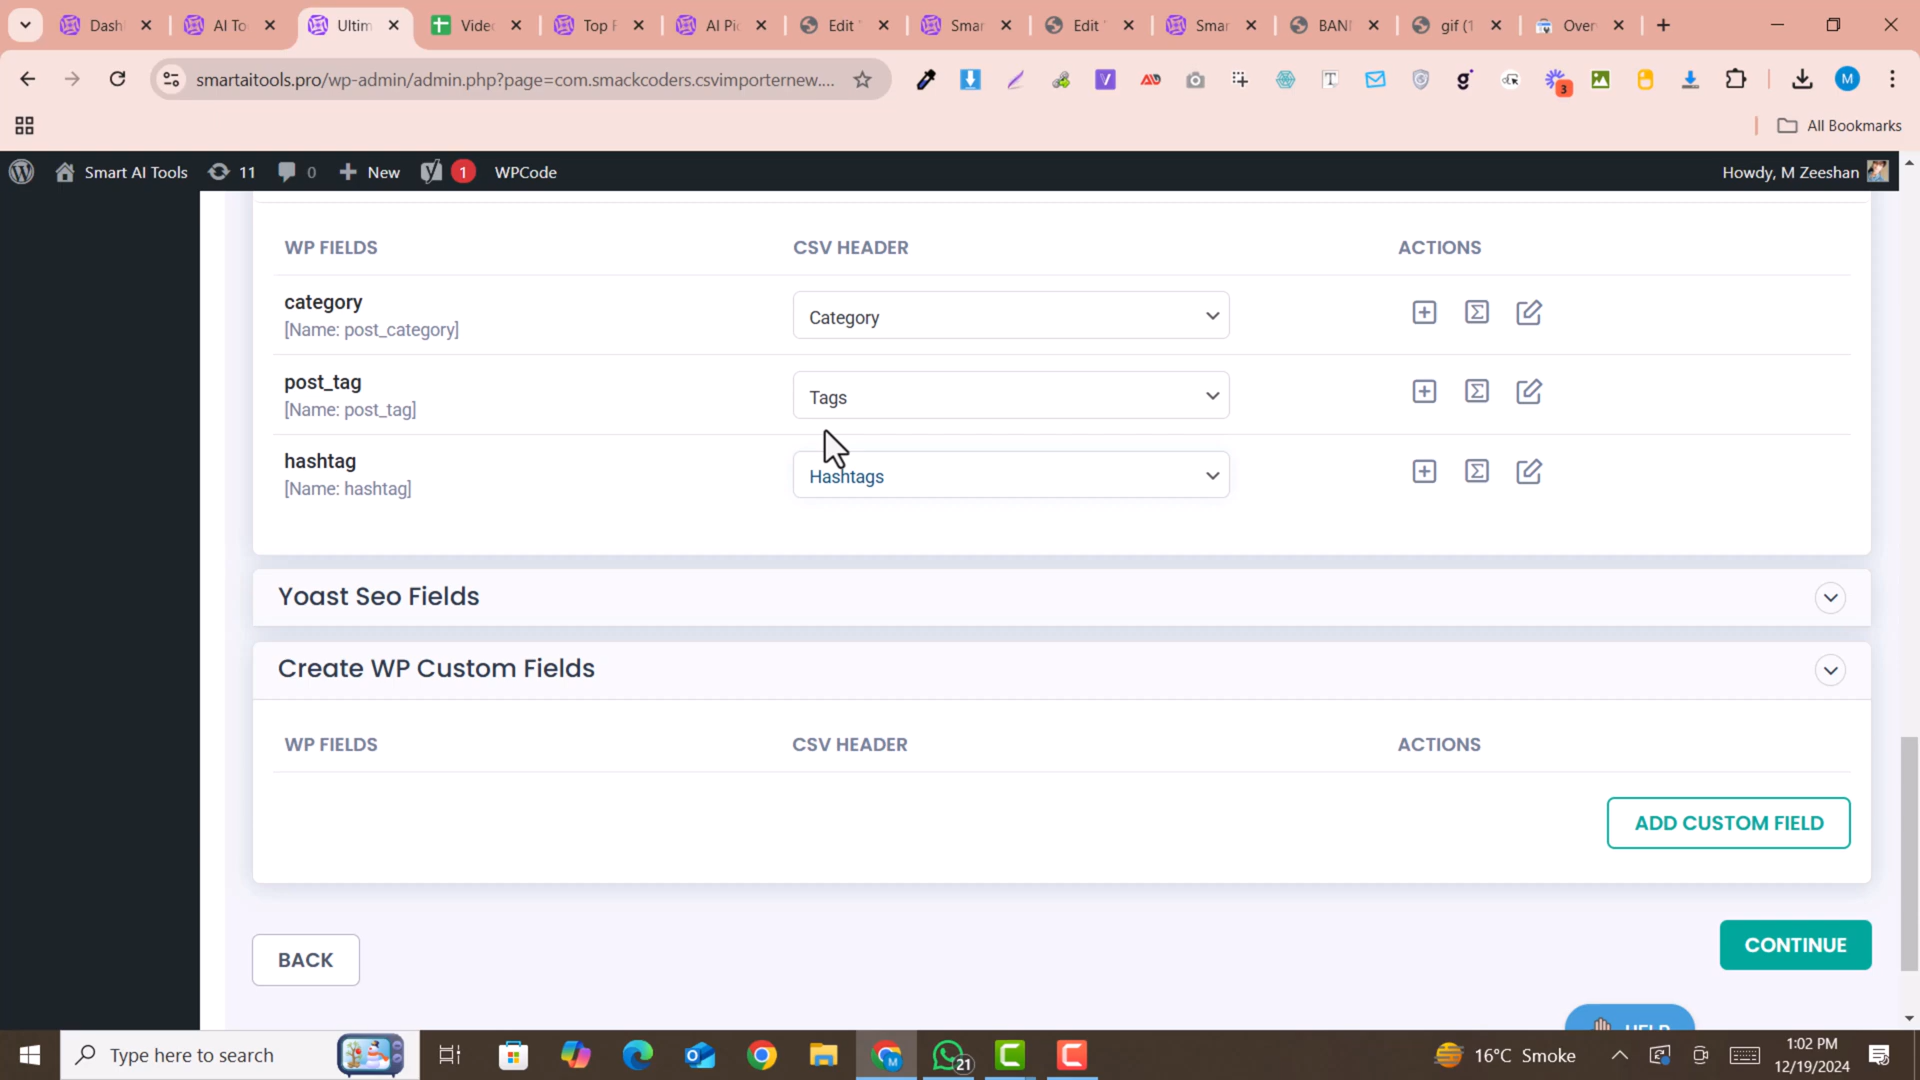 Dash
AI To
Ultim
Vide
Top F
AI Pic
Edit
Smar
Edit
Smar
BANI
gif (1
Over
smartaitools.pro/wp-admin/admin.php?page=com.smackcoders.csvimporternew....
3
M
All Bookmarks
Smart AI Tools
11
0
New
1
WPCode
Howdy, M Zeeshan
WP FIELDS
CSV HEADER
ACTIONS
category
[Name: post_category]
Category
post_tag
[Name: post_tag]
Tags
hashtag
[Name: hashtag]
Hashtags
Yoast Seo Fields
Create WP Custom Fields
WP FIELDS
CSV HEADER
ACTIONS
ADD CUSTOM FIELD
BACK
CONTINUE
HELP
Type here to search
21
16°C Smoke
1:02 PM
12/19/2024